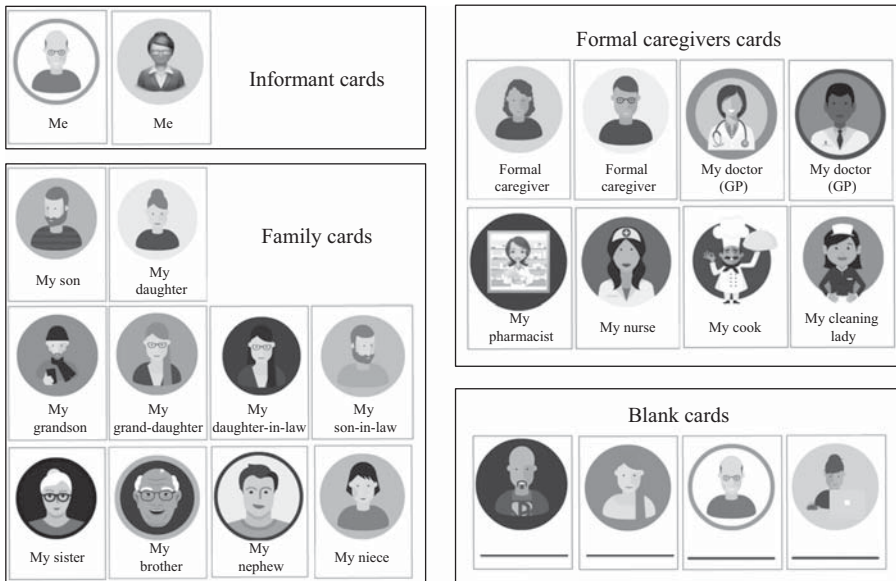 Informant cards
Me
Me
Family cards
My son
My
daughter
My
grandson
My
grand-daughter
My
daughter-in-law
My
son-in-law
My sister
My
brother
My
nephew
My niece
Formal caregivers cards
Formal
caregiver
Formal
caregiver
My doctor
(GP)
My doctor
(GP)
My
pharmacist
My nurse
My cook
My cleaning
lady
Blank cards